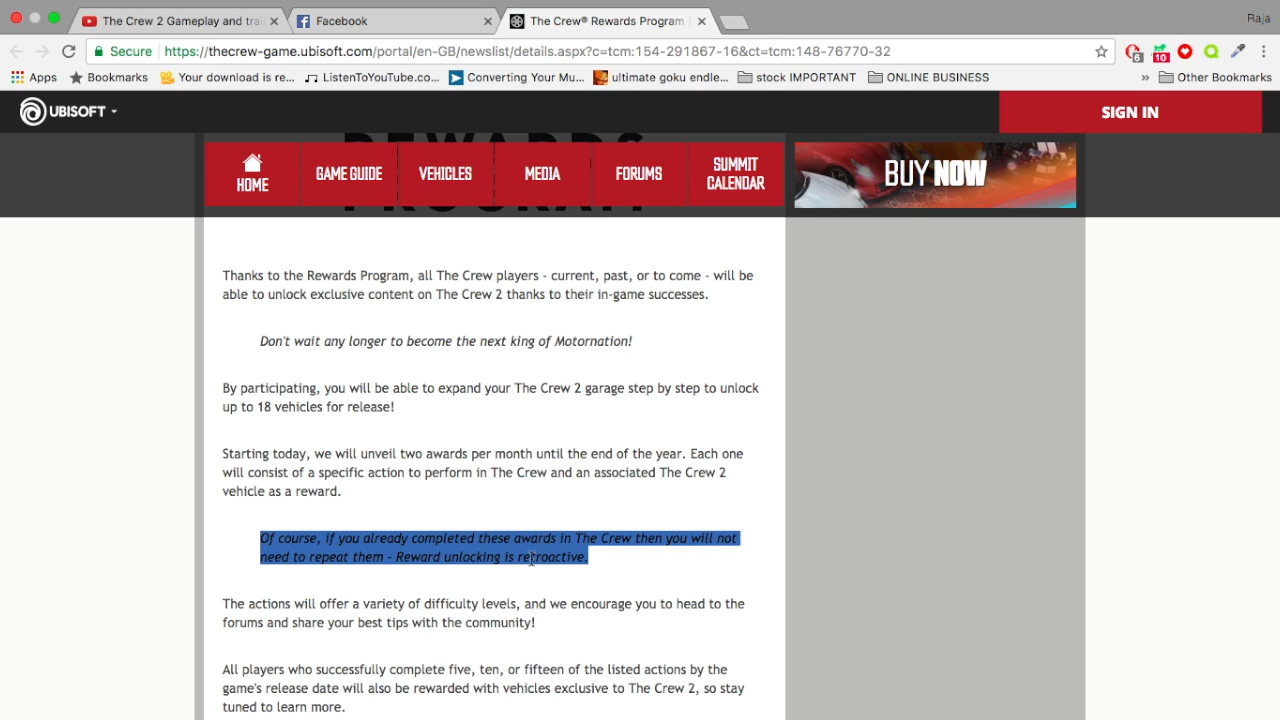 The Crew 2 Gameplay and trai
Facebook
The Crew® Rewards Program |
Raja
Secure
https://thecrew-game.ubisoft.com/portal/en-GB/newslist/details.aspx?c=tcm:154-291867-16&ct=tcm:148-76770-32
6
10
Apps
Bookmarks
Your download is re...
ListenToYouTube.co...
Converting Your Mu...
ultimate goku endin
stock IMPORTANT
ONLINE BUSINESS
»
Other Bookmarks
UBISOFT
SIGN IN
REWARDS
PROGRAM
HOME
GAME GUIDE
VEHICLES
MEDIA
FORUMS
SUMMIT
CALENDAR
BUY NOW
Thanks to the Rewards Program, all The Crew players - current, past, or to come - will be
able to unlock exclusive content on The Crew 2 thanks to their in-game successes.
Don't wait any longer to become the next king of Motornation!
By participating, you will be able to expand your The Crew 2 garage step by step to unlock
up to 18 vehicles for release!
Starting today, we will unveil two awards per month until the end of the year. Each one
will consist of a specific action to perform in The Crew and an associated The Crew 2
vehicle as a reward.
Of course, if you already completed these awards in The Crew then you will not
need to repeat them - Reward unlocking is retroactive.
The actions will offer a variety of difficulty levels, and we encourage you to head to the
forums and share your best tips with the community!
All players who successfully complete five, ten, or fifteen of the listed actions by the
game's release date will also be rewarded with vehicles exclusive to The Crew 2, so stay
tuned to learn more.